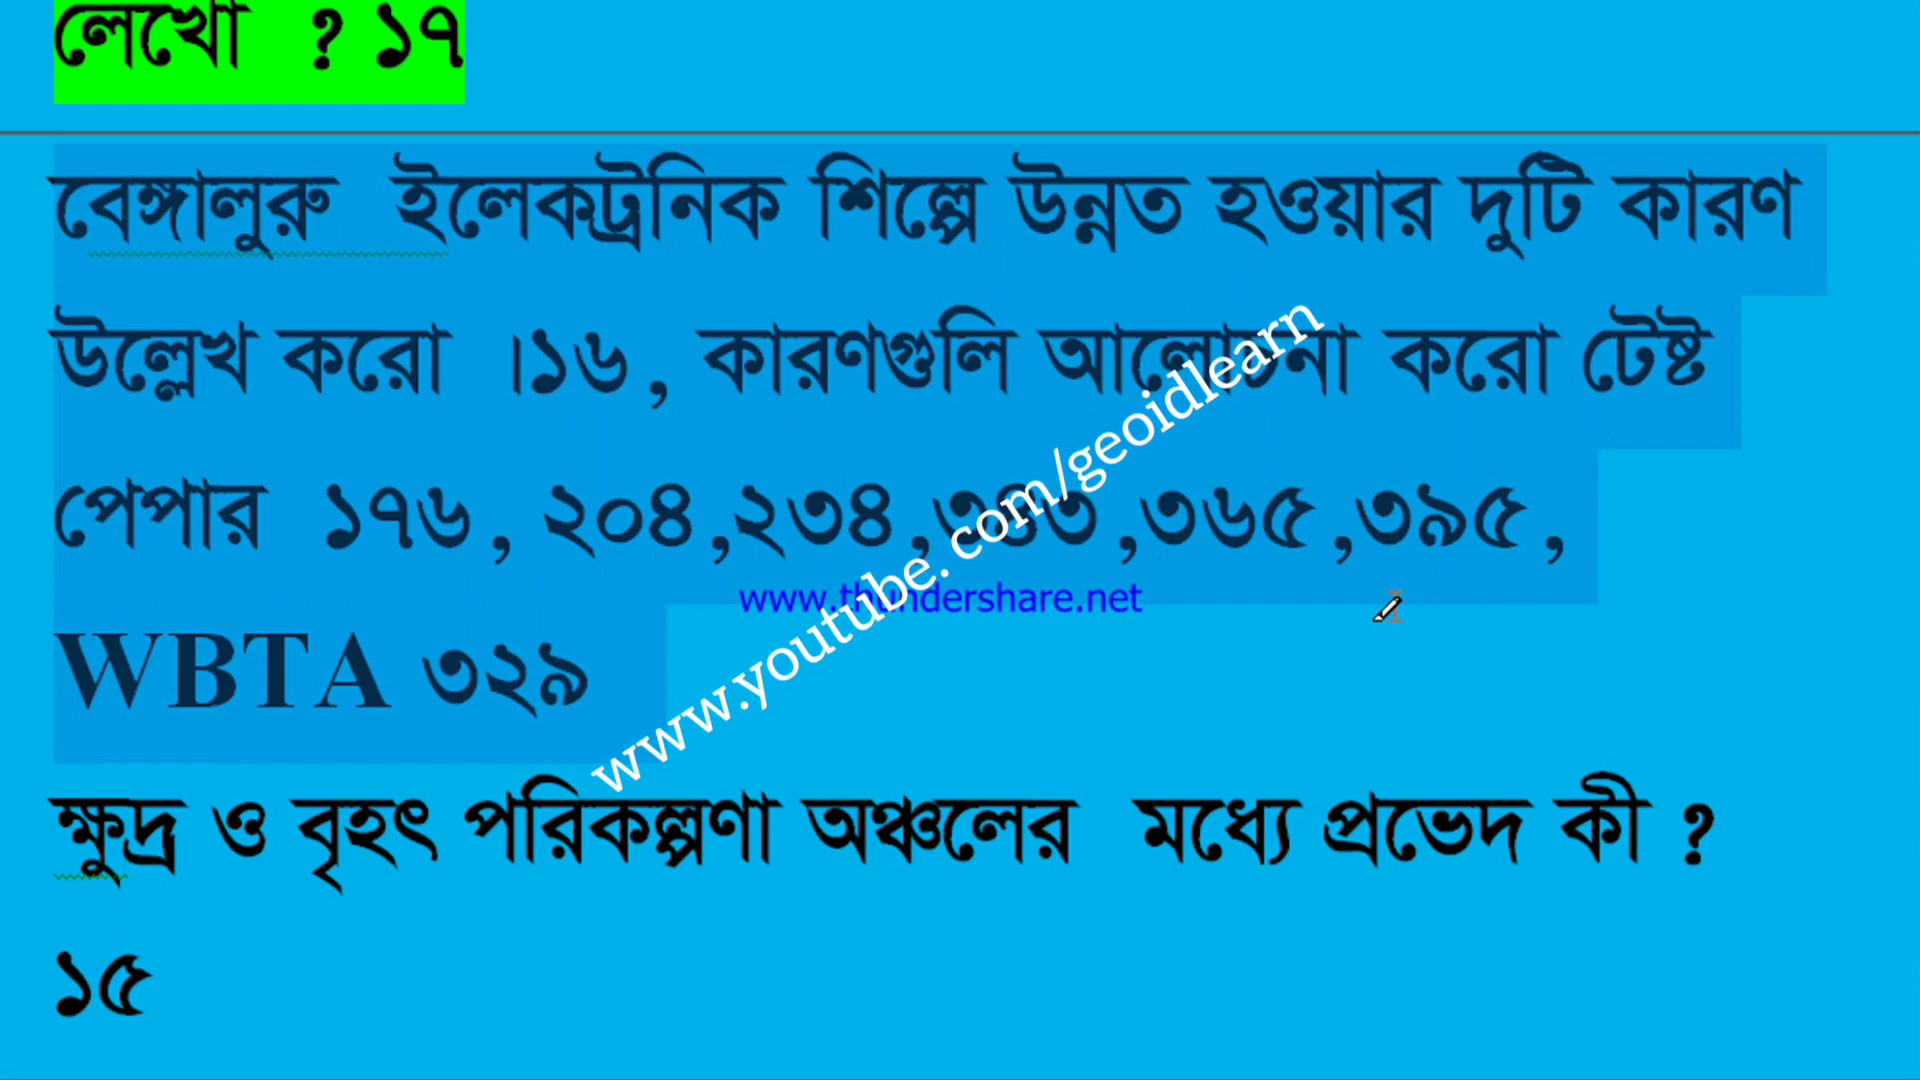 লেখো ? ১৭
বেঙ্গালুরু ইলেকট্রনিক শিল্পে উন্নত হওয়ার দুটি কারণ
উল্লেখ করো ।১৬ , কারণগুলি আলোচনা করো টেষ্ট
পেপার ১৭৬ , ২০৪ ,২৩৪ , ,৩৬৫ ,৩৯৫ ,
www.thundershare.net
WBTA ৩২৯
www.youtube.com/geoidlearn
ক্ষুদ্র ও বৃহৎ পরিকল্পণা অঞ্চলের মধ্যে প্রভেদ কী ?
১৫